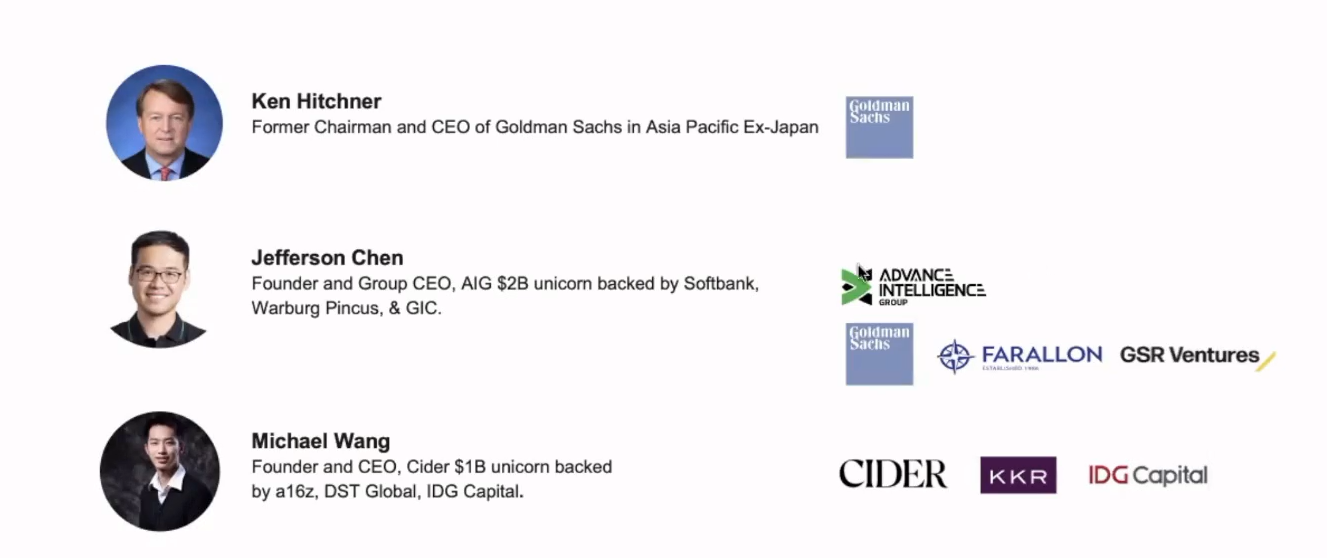 Ken Hitchner
Former Chairman and CEO of Goldman Sachs in Asia Pacific Ex-Japan
Goldman
Sachs
Jefferson Chen
Founder and Group CEO, AIG $2B unicorn backed by Softbank,
Warburg Pincus, & GIC.
ADVANCE
INTELLIGENCE
GROUP
Goldman
Sachs
FARALLON
ESTABLISHED 1986
GSR Ventures
Michael Wang
Founder and CEO, Cider $1B unicorn backed
by a16z, DST Global, IDG Capital.
CIDER
KKR
IDG Capital